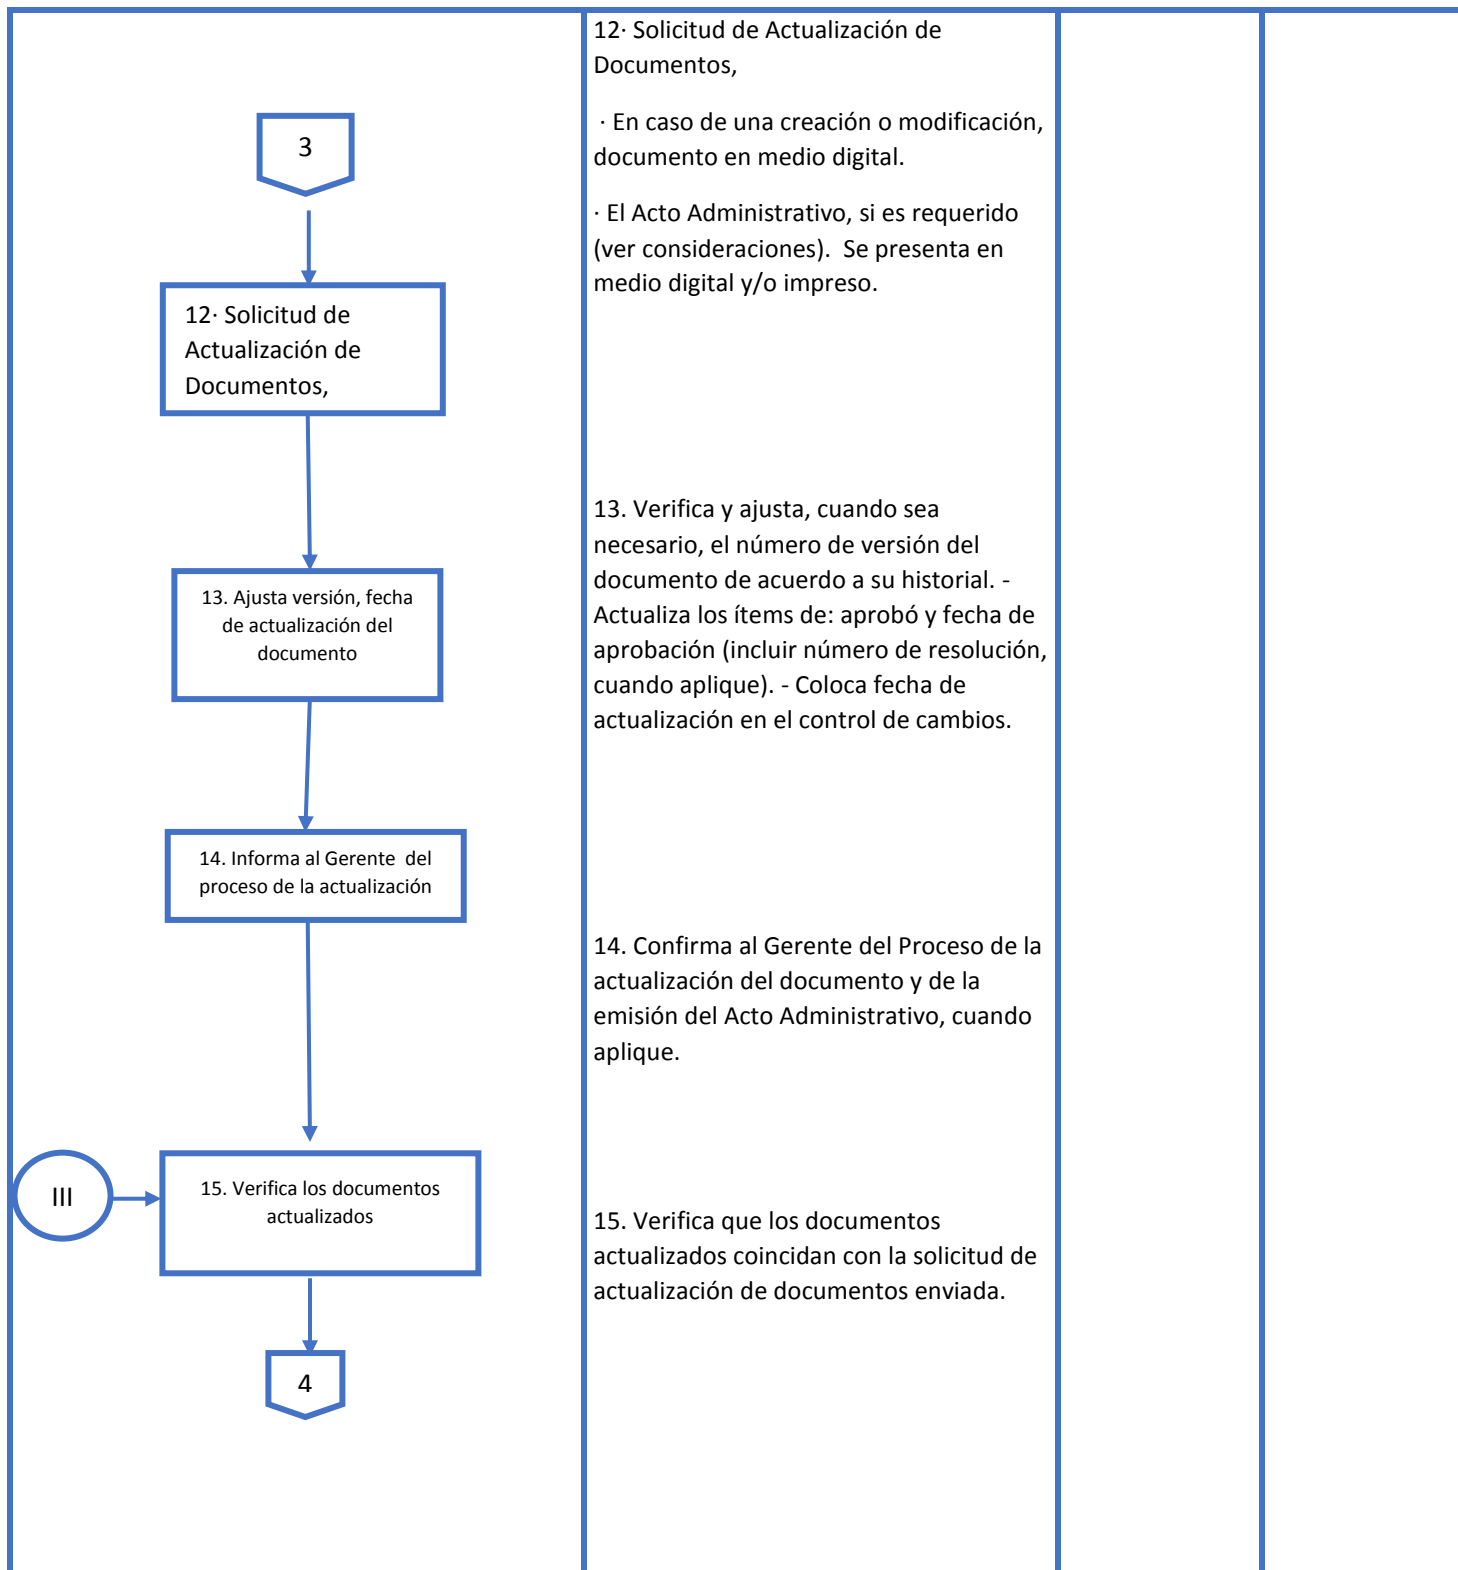 3
12· Solicitud de
Actualización de
Documentos,
13. Ajusta versión, fecha
de actualización del
documento
14. Informa al Gerente  del
proceso de la actualización
III
15. Verifica los documentos
actualizados
4
12· Solicitud de Actualización de
Documentos,
· En caso de una creación o modificación,
documento en medio digital.
· El Acto Administrativo, si es requerido
(ver consideraciones).  Se presenta en
medio digital y/o impreso.
13. Verifica y ajusta, cuando sea
necesario, el número de versión del
documento de acuerdo a su historial. -
Actualiza los ítems de: aprobó y fecha de
aprobación (incluir número de resolución,
cuando aplique). - Coloca fecha de
actualización en el control de cambios.
14. Confirma al Gerente del Proceso de la
actualización del documento y de la
emisión del Acto Administrativo, cuando
aplique.
15. Verifica que los documentos
actualizados coincidan con la solicitud de
actualización de documentos enviada.